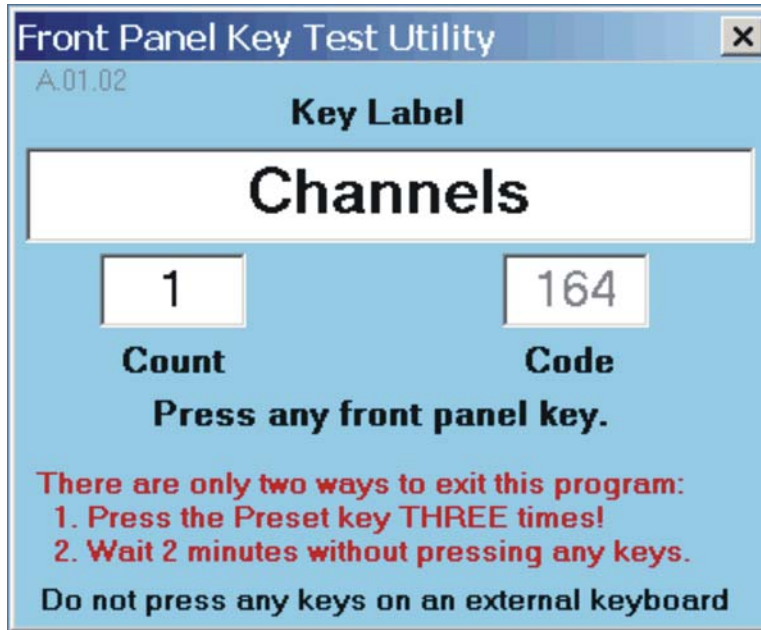 Front Panel Key Test Utility
A.01.02
Key Label
Channels
1 164
Count Code
Press any front panel key.
There are only two ways to exit this program:
1. Press the Preset key THREE times!
2. Wait 2 minutes without pressing any keys.
Do not press any keys on an external keyboard